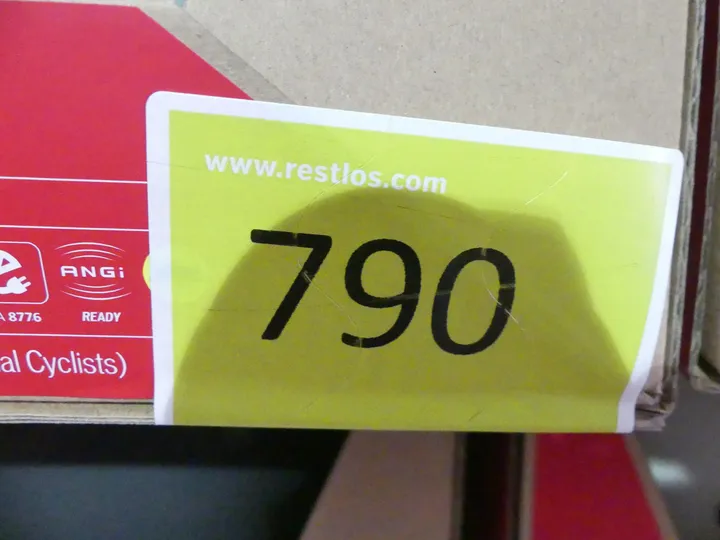 www.restlos.com
790
ANGi
A 8776
READY
al Cyclists)